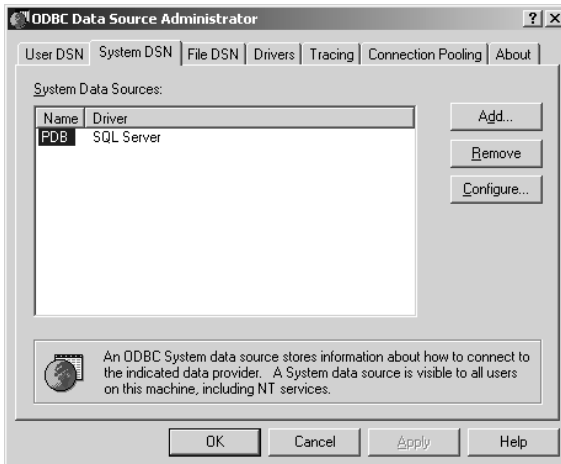 ODBC Data Source Administrator
User DSN System DSN File DSN Drivers Tracing Connection Pooling About
System Data Sources:
Name Driver
PDB SQL Server
Add...
Remove
Configure...
An ODBC System data source stores information about how to connect to
the indicated data provider. A System data source is visible to all users
on this machine, including NT services.
OK Cancel Apply Help